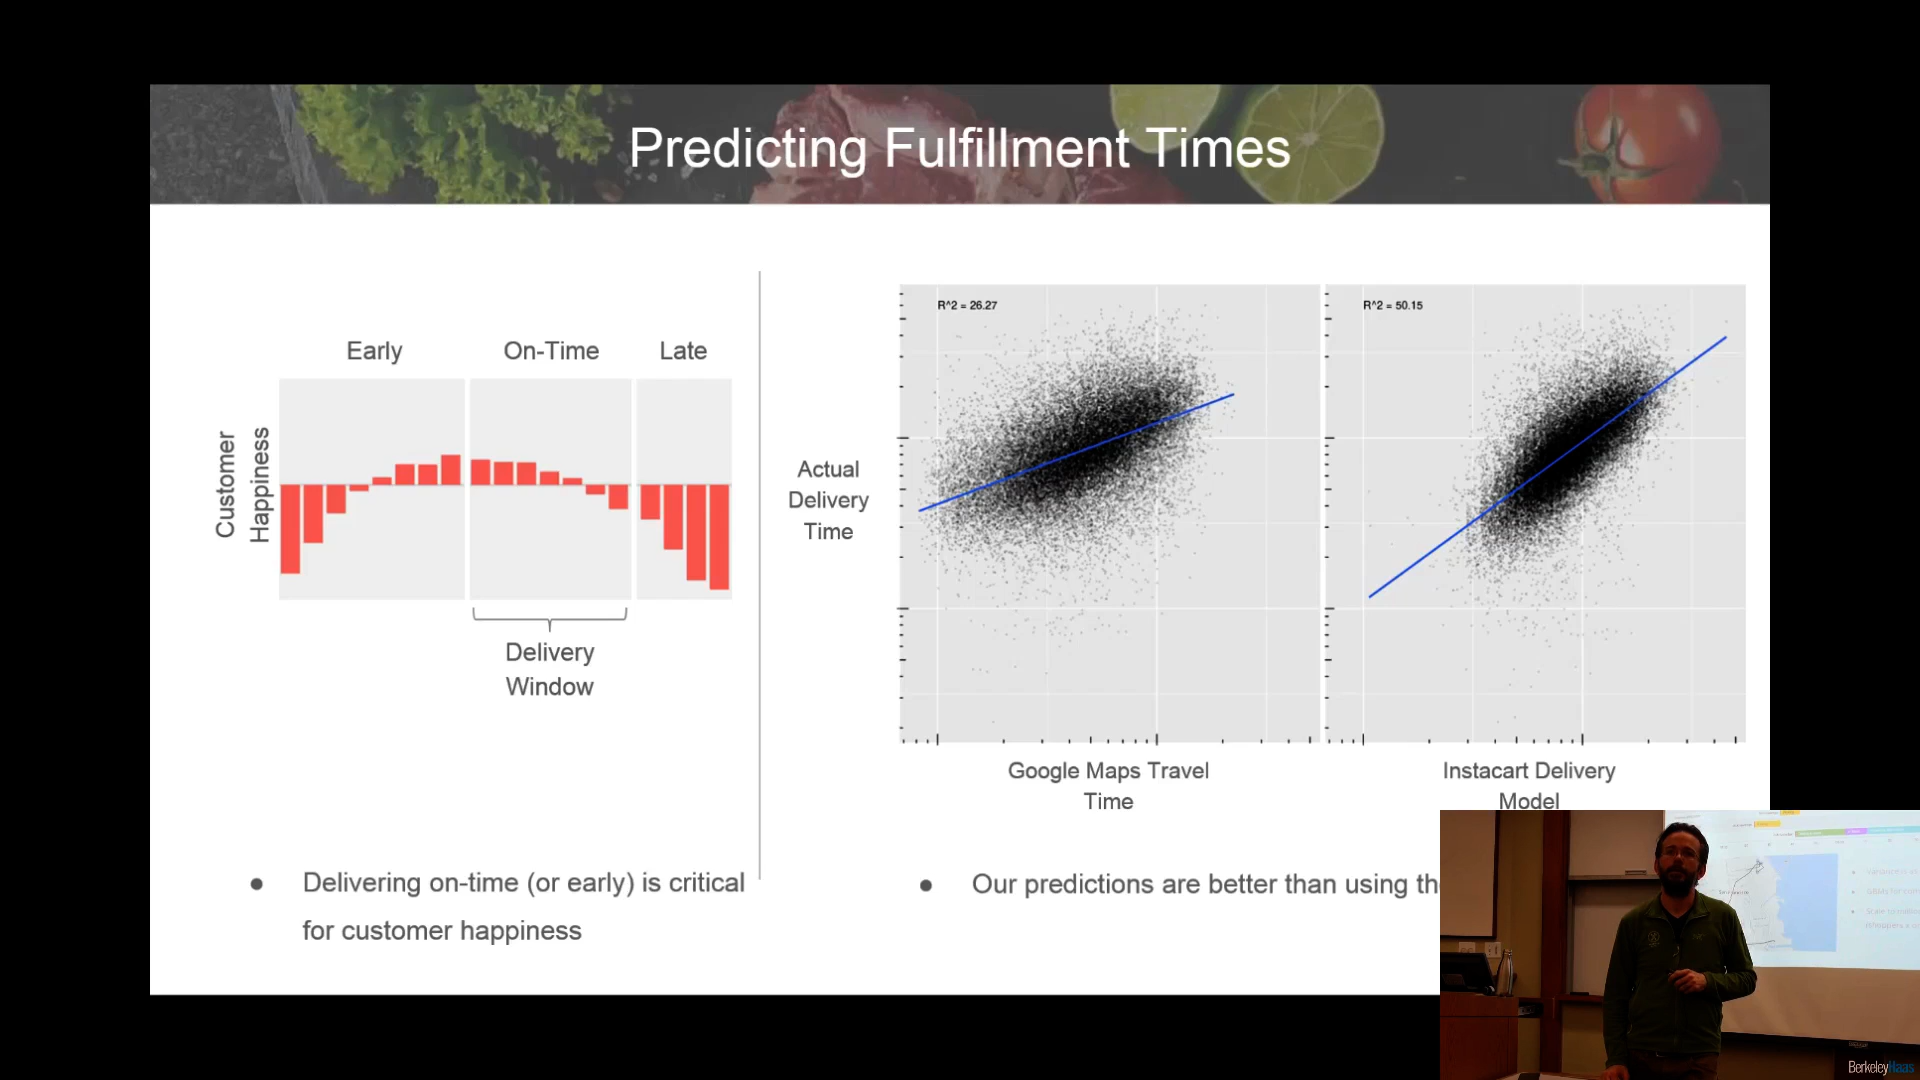 Predicting Fulfillment Times
Early
On-Time
Late
Customer
Happiness
Delivery
Window
Delivering on-time (or early) is critical
for customer happiness
R^2 = 26.27
R^2 = 50.15
Actual
Delivery
Time
Google Maps Travel
Time
Instacart Delivery
Model
Our predictions are better than using th
BerkeleyHaas